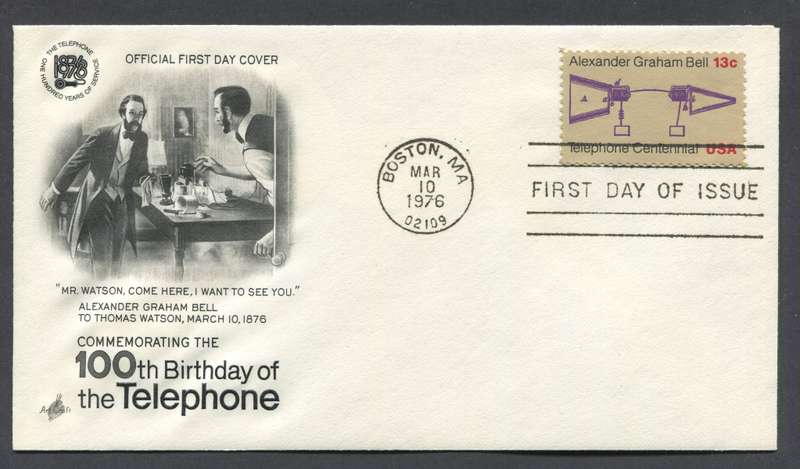 THE TELEPHONE
ONE HUNDRED YEARS OF SERVICE
1876
1976
OFFICIAL FIRST DAY COVER
"MR. WATSON, COME HERE, I WANT TO SEE YOU."
ALEXANDER GRAHAM BELL
TO THOMAS WATSON, MARCH 10, 1876
COMMEMORATING THE
100th Birthday of
the Telephone
Art Craft
BOSTON, MA
MAR
10
1976
02109
Alexander Graham Bell 13c
Telephone Centennial USA
FIRST DAY OF ISSUE